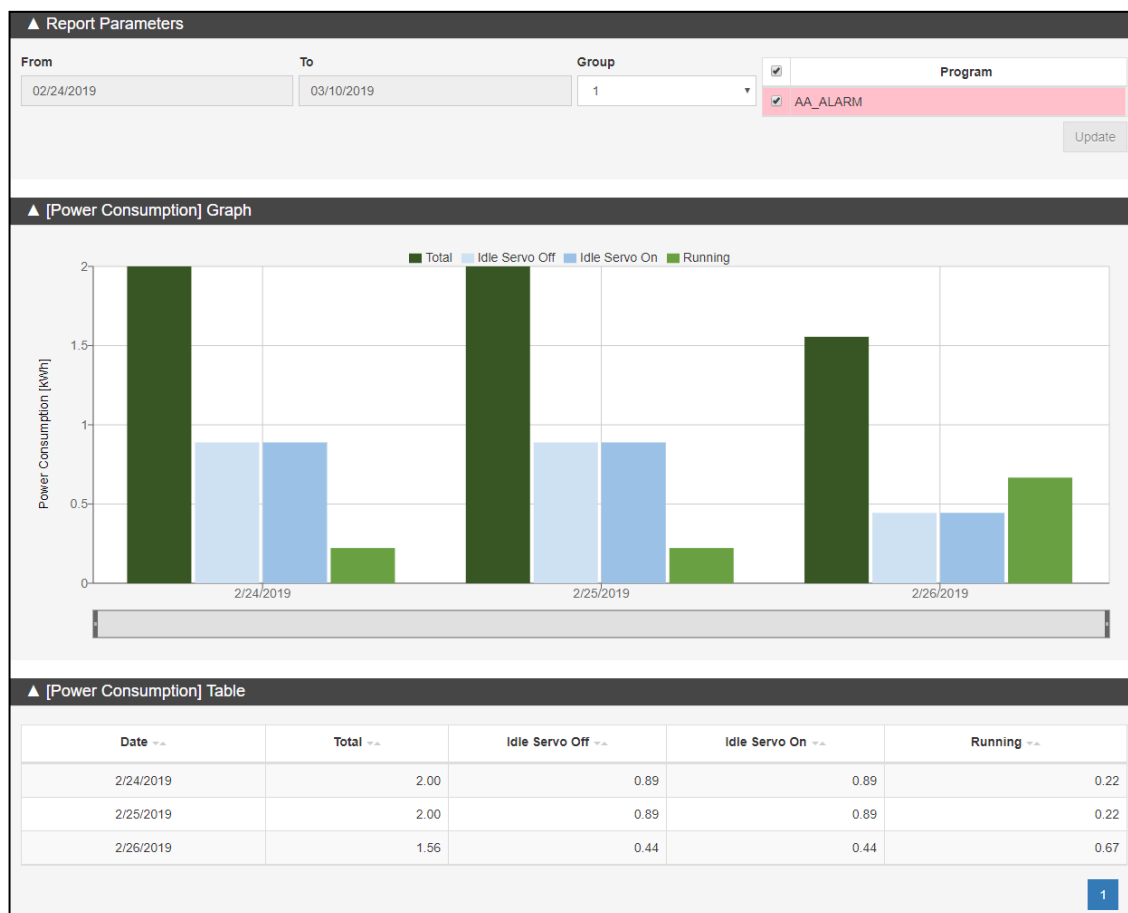 ▲ Report Parameters
From To Group
Program
02/24/2019 03/10/2019 1
AA_ALARM
Update
▲ [Power Consumption] Graph
Total Idle Servo Off Idle Servo On Running
2
1.5
1
0.5
0
Power Consumption [kWh]
2/24/2019 2/25/2019 2/26/2019
▲ [Power Consumption] Table
Date Total Idle Servo Off Idle Servo On Running
2/24/2019 2.00 0.89 0.89 0.22
2/25/2019 2.00 0.89 0.89 0.22
2/26/2019 1.56 0.44 0.44 0.67
1